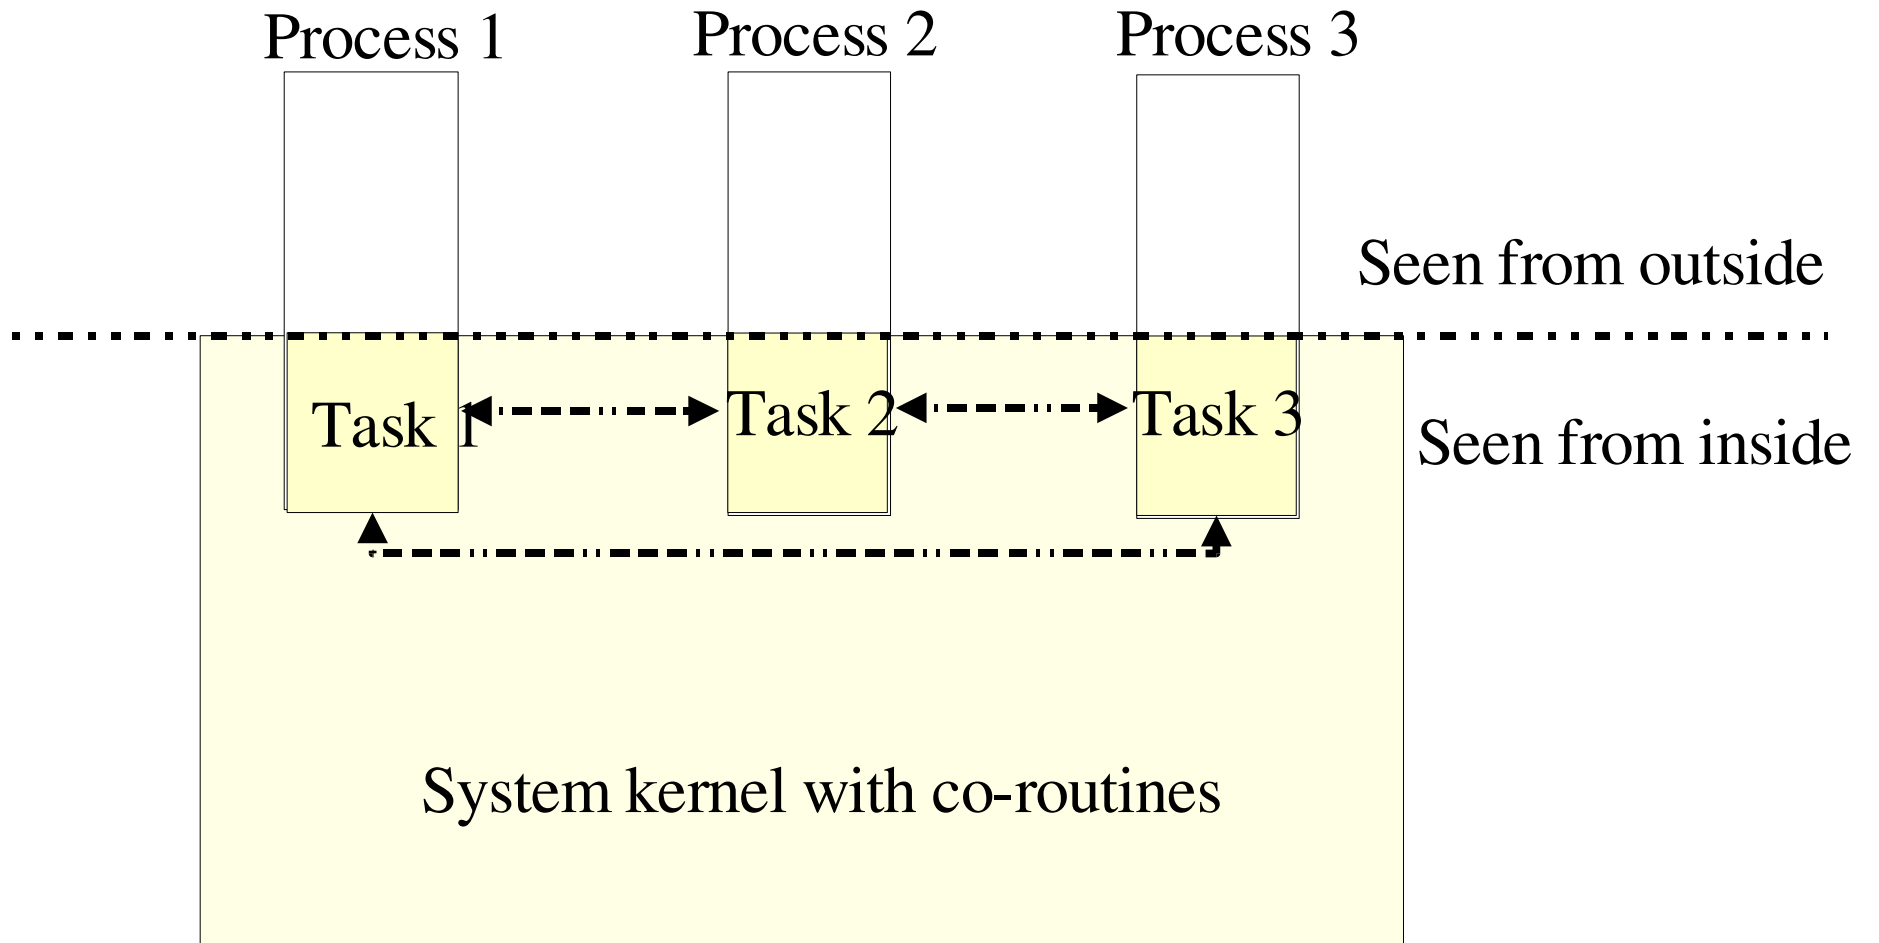 Process 1
Process 2
Process 3
Seen from outside
Task 1
Task 2
Task 3
Seen from inside
System kernel with co-routines